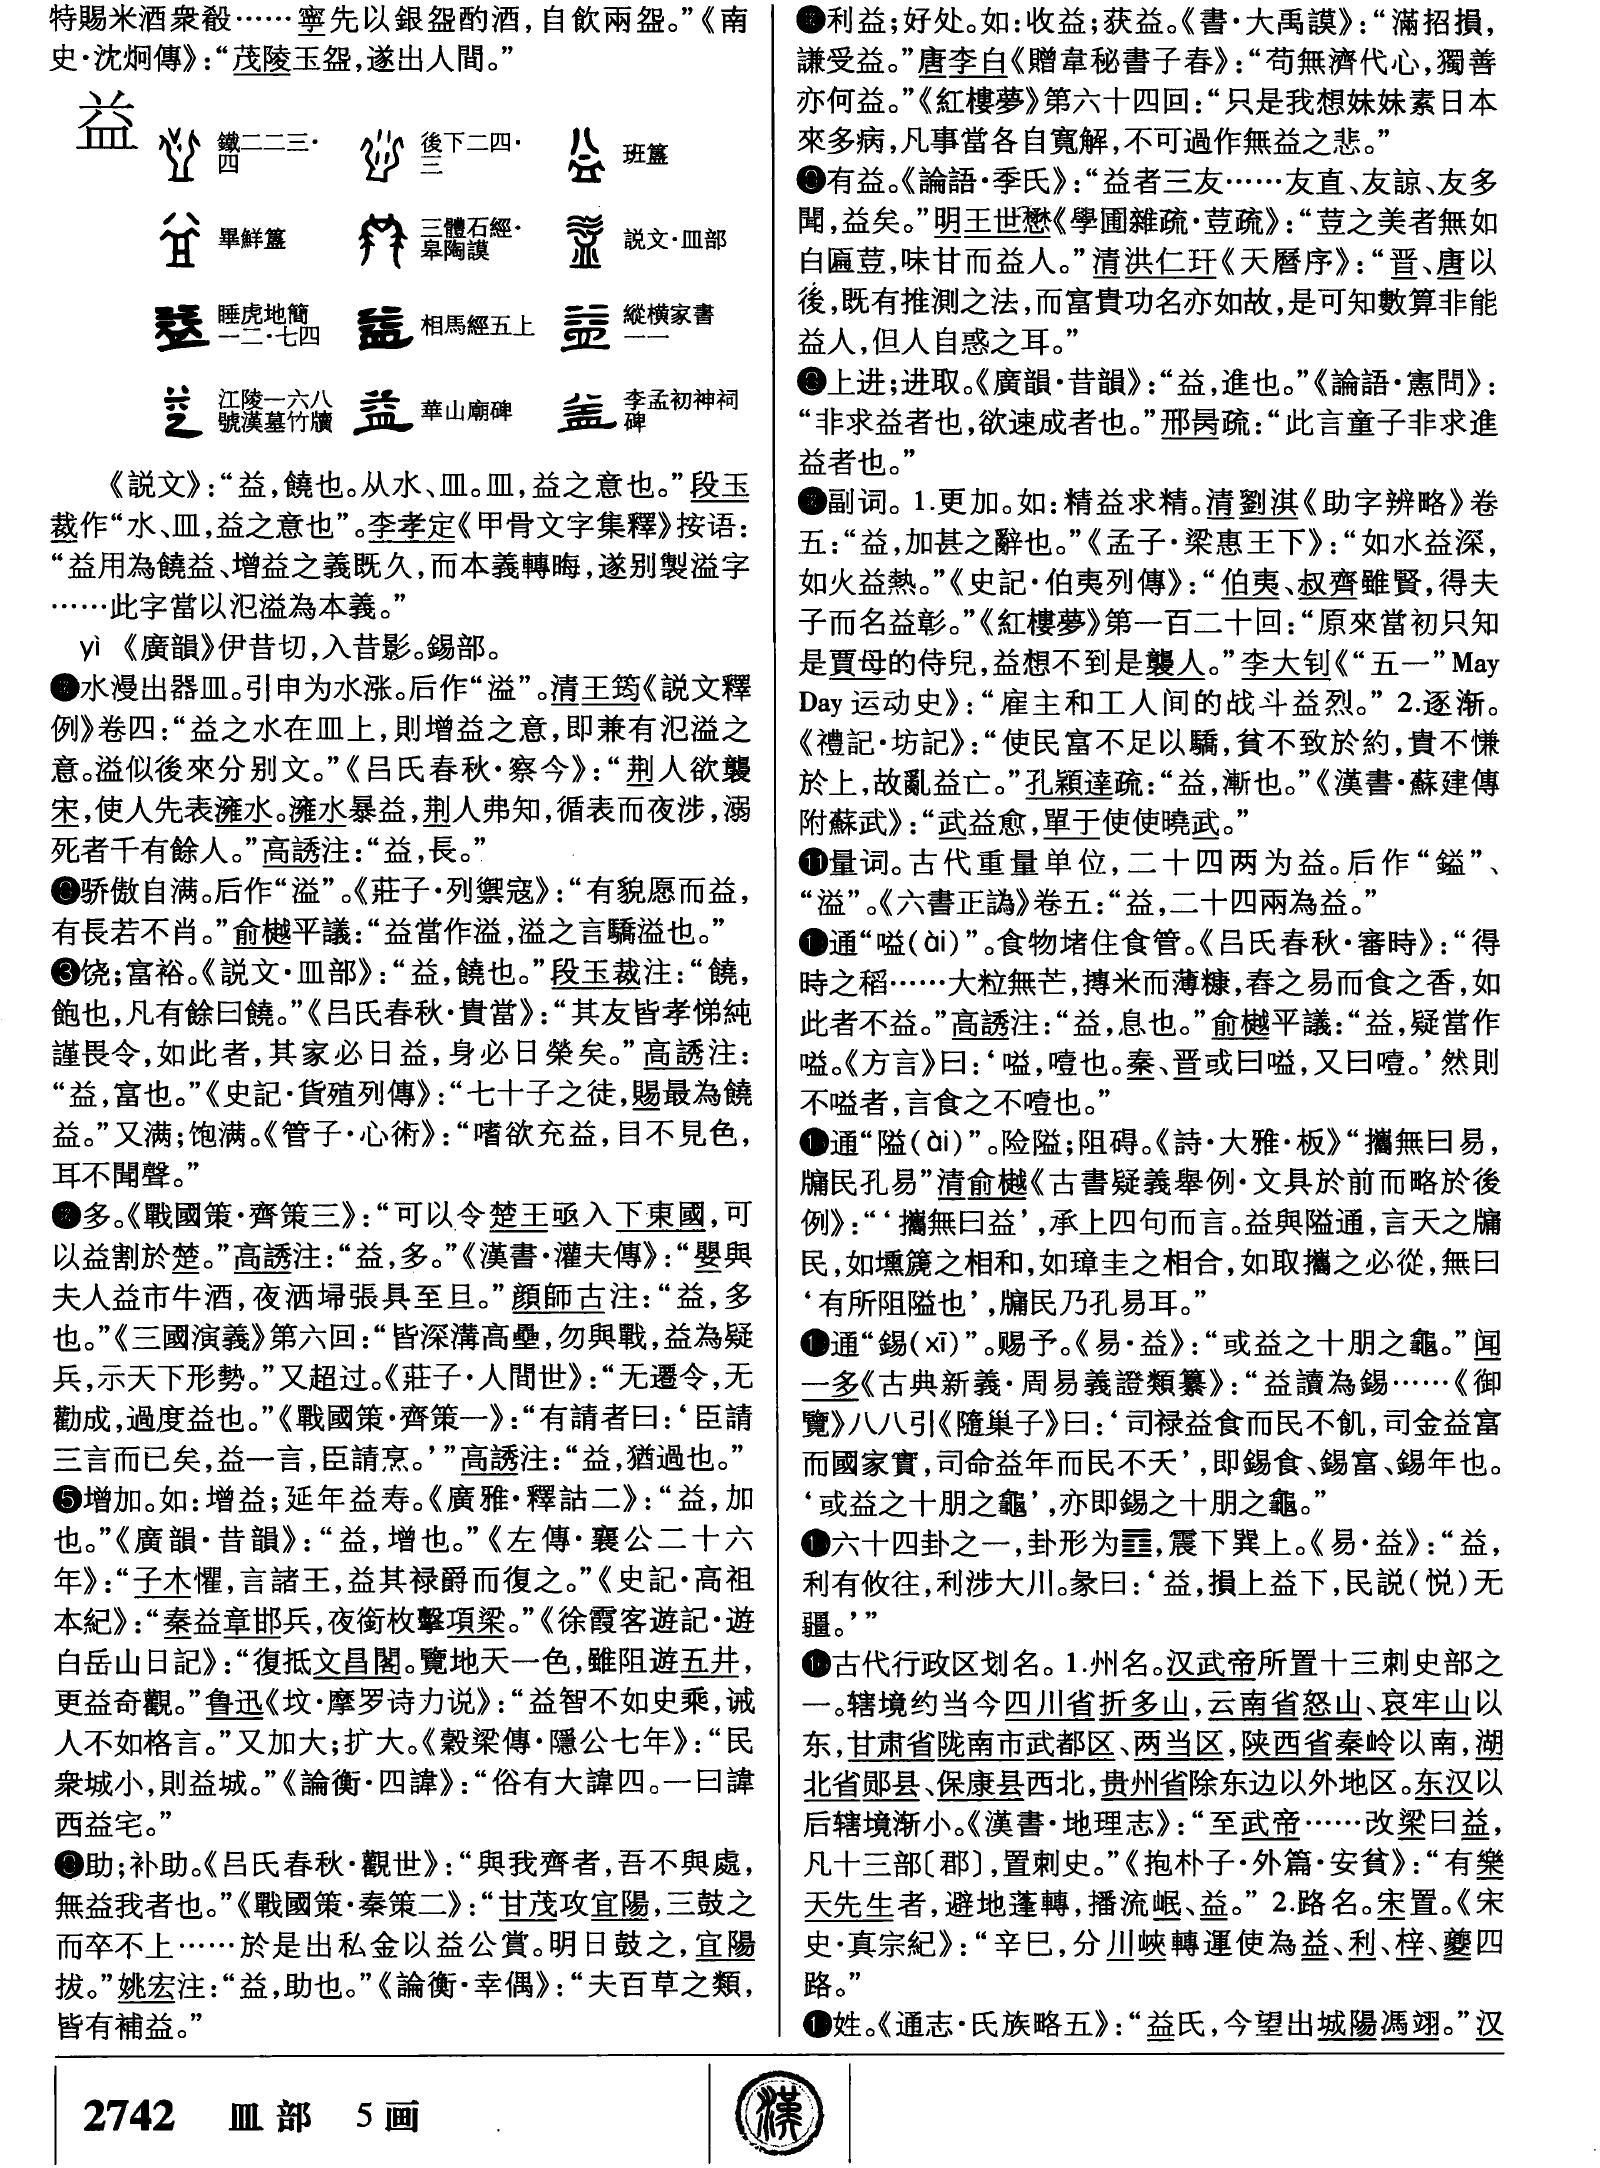 特賜米酒衆殽……寧先以銀盌酌酒，自飲兩盌。”《南
史·沈炯傳》：“茂陵玉盌，遂出人間。”
益
鐵二二三·四
後下二四·三
班簋
畢鮮簋
三體石經·皋陶謨
説文·皿部
睡虎地簡一二·七四
相馬經五上
縱横家書一一
江陵一六八號漢墓竹牘
華山廟碑
李孟初神祠碑
《説文》：“益，饒也。从水、皿。皿，益之意也。”段玉
裁作“水、皿，益之意也”。李孝定《甲骨文字集釋》按语：
“益用為饒益、增益之義既久，而本義轉晦，遂别製溢字
……此字當以氾溢為本義。”
yì 《廣韻》伊昔切，入昔影。錫部。
水漫出器皿。引申为水涨。后作“溢”。清王筠《説文釋
例》卷四：“益之水在皿上，則增益之意，即兼有氾溢之
意。溢似後來分别文。”《吕氏春秋·察今》：“荆人欲襲
宋，使人先表澭水。澭水暴益，荆人弗知，循表而夜涉，溺
死者千有餘人。”高誘注：“益，長。”
骄傲自满。后作“溢”。《莊子·列禦寇》：“有貌愿而益，
有長若不肖。”俞樾平議：“益當作溢，溢之言驕溢也。”
❸饶；富裕。《説文·皿部》：“益，饒也。”段玉裁注：“饒，
飽也，凡有餘曰饒。”《吕氏春秋·貴當》：“其友皆孝悌純
謹畏令，如此者，其家必日益，身必日榮矣。”高誘注：
“益，富也。”《史記·貨殖列傳》：“七十子之徒，賜最為饒
益。”又满；饱满。《管子·心術》：“嗜欲充益，目不見色，
耳不聞聲。”
多。《戰國策·齊策三》：“可以令楚王亟入下東國，可
以益割於楚。”高誘注：“益，多。”《漢書·灌夫傳》：“嬰與
夫人益市牛酒，夜洒埽張具至旦。”顔師古注：“益，多
也。”《三國演義》第六回：“皆深溝高壘，勿與戰，益為疑
兵，示天下形勢。”又超过。《莊子·人間世》：“无遷令，无
勸成，過度益也。”《戰國策·齊策一》：“有請者曰：‘臣請
三言而已矣，益一言，臣請烹。’”高誘注：“益，猶過也。”
❺增加。如：增益；延年益寿。《廣雅·釋詁二》：“益，加
也。”《廣韻·昔韻》：“益，增也。”《左傳·襄公二十六
年》：“子木懼，言諸王，益其禄爵而復之。”《史記·高祖
本紀》：“秦益章邯兵，夜銜枚擊項梁。”《徐霞客遊記·遊
白岳山日記》：“復抵文昌閣。覽地天一色，雖阻遊五井，
更益奇觀。”鲁迅《坟·摩罗诗力说》：“益智不如史乘，诫
人不如格言。”又加大；扩大。《穀梁傳·隱公七年》：“民
衆城小，則益城。”《論衡·四諱》：“俗有大諱四。一曰諱
西益宅。”
助；补助。《吕氏春秋·觀世》：“與我齊者，吾不與處，
無益我者也。”《戰國策·秦策二》：“甘茂攻宜陽，三鼓之
而卒不上……於是出私金以益公賞。明日鼓之，宜陽
拔。”姚宏注：“益，助也。”《論衡·幸偶》：“夫百草之類，
皆有補益。”
利益；好处。如：收益；获益。《書·大禹謨》：“滿招損，
謙受益。”唐李白《贈韋秘書子春》：“苟無濟代心，獨善
亦何益。”《紅樓夢》第六十四回：“只是我想妹妹素日本
來多病，凡事當各自寬解，不可過作無益之悲。”
有益。《論語·季氏》：“益者三友……友直、友諒、友多
聞，益矣。”明王世懋《學圃雜疏·荳疏》：“荳之美者無如
白匾荳，味甘而益人。”清洪仁玕《天曆序》：“晋、唐以
後，既有推測之法，而富貴功名亦如故，是可知數算非能
益人，但人自惑之耳。”
上进；进取。《廣韻·昔韻》：“益，進也。”《論語·憲問》：
“非求益者也，欲速成者也。”邢昺疏：“此言童子非求進
益者也。”
副词。1.更加。如：精益求精。清劉淇《助字辨略》卷
五：“益，加甚之辭也。”《孟子·梁惠王下》：“如水益深，
如火益熱。”《史記·伯夷列傳》：“伯夷、叔齊雖賢，得夫
子而名益彰。”《紅樓夢》第一百二十回：“原來當初只知
是賈母的侍兒，益想不到是襲人。”李大钊《“五一”May
Day 运动史》：“雇主和工人间的战斗益烈。”2.逐渐。
《禮記·坊記》：“使民富不足以驕，貧不致於約，貴不慊
於上，故亂益亡。”孔穎達疏：“益，漸也。”《漢書·蘇建傳
附蘇武》：“武益愈，單于使使曉武。”
⓫量词。古代重量单位，二十四两为益。后作“鎰”、
“溢”。《六書正譌》卷五：“益，二十四兩為益。”
通“嗌(ài)”。食物堵住食管。《吕氏春秋·審時》：“得
時之稻……大粒無芒，摶米而薄糠，舂之易而食之香，如
此者不益。”高誘注：“益，息也。”俞樾平議：“益，疑當作
嗌。《方言》曰：‘嗌，噎也。秦、晋或曰嗌，又曰噎。’然則
不嗌者，言食之不噎也。”
通“隘(ài)”。险隘；阻碍。《詩·大雅·板》“攜無曰易，
牖民孔易”清俞樾《古書疑義舉例·文具於前而略於後
例》：“‘攜無曰益’，承上四句而言。益與隘通，言天之牖
民，如壎篪之相和，如璋圭之相合，如取攜之必從，無曰
‘有所阻隘也’，牖民乃孔易耳。”
通“錫(xī)”。赐予。《易·益》：“或益之十朋之龜。”闻
一多《古典新義·周易義證類纂》：“益讀為錫……《御
覽》八八引《隨巢子》曰：‘司禄益食而民不飢，司金益富
而國家實，司命益年而民不夭’，即錫食、錫富、錫年也。
‘或益之十朋之龜’，亦即錫之十朋之龜。”
六十四卦之一，卦形为䷩，震下巽上。《易·益》：“益，
利有攸往，利涉大川。彖曰：‘益，損上益下，民説(悦)无
疆。’”
古代行政区划名。1.州名。汉武帝所置十三刺史部之
一。辖境约当今四川省折多山，云南省怒山、哀牢山以
东，甘肃省陇南市武都区、两当区，陕西省秦岭以南，湖
北省郧县、保康县西北，贵州省除东边以外地区。东汉以
后辖境渐小。《漢書·地理志》：“至武帝……改梁曰益，
凡十三部〔郡〕，置刺史。”《抱朴子·外篇·安貧》：“有樂
天先生者，避地蓬轉，播流岷、益。”2.路名。宋置。《宋
史·真宗紀》：“辛巳，分川峽轉運使為益、利、梓、夔四
路。”
姓。《通志·氏族略五》：“益氏，今望出城陽馮翊。”汉
2742 皿部 5画
漢